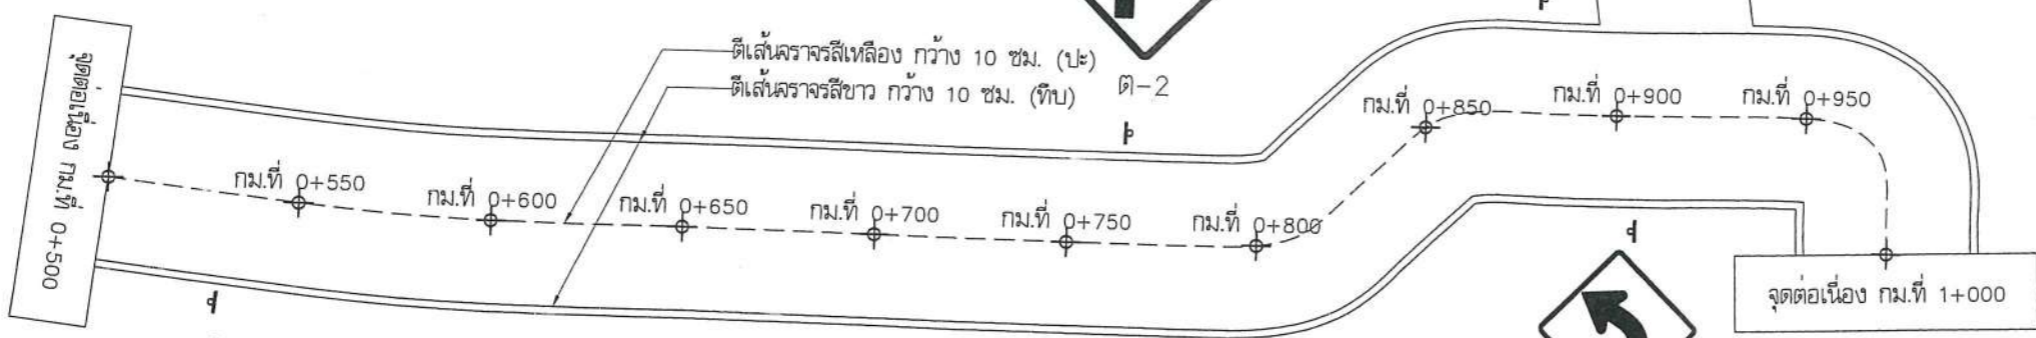 จุดต่อเนื่อง กม.ที่ 0+500
ตีเส้นจราจรสีเหลือง กว้าง 10 ซม. (ปะ)
ตีเส้นจราจรสีขาว กว้าง 10 ซม. (ทึบ)
ต-2
กม.ที่ 0+550
กม.ที่ 0+600
กม.ที่ 0+650
กม.ที่ 0+700
กม.ที่ 0+750
กม.ที่ 0+800
กม.ที่ 0+850
กม.ที่ 0+900
กม.ที่ 0+950
จุดต่อเนื่อง กม.ที่ 1+000